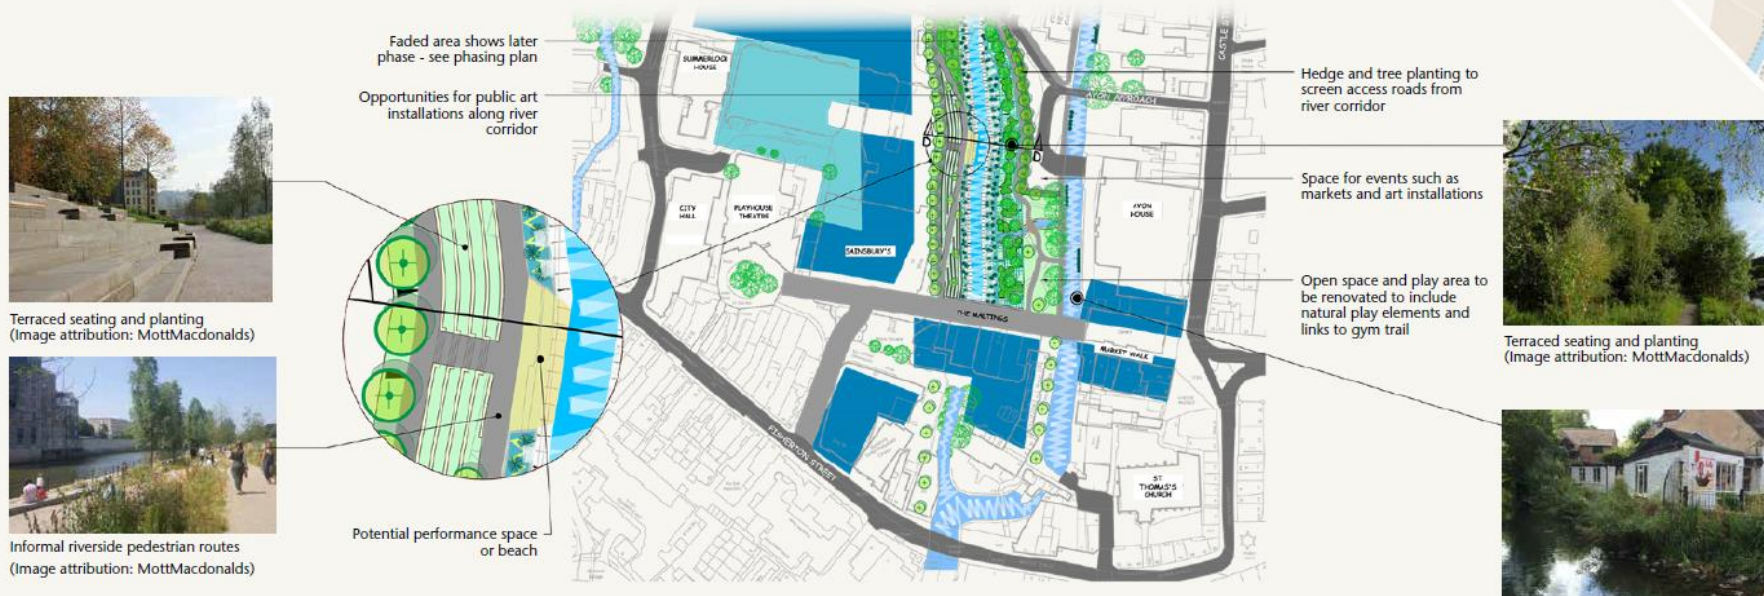 Faded area shows later
phase - see phasing plan
Opportunities for public art
installations along river
corridor
Terraced seating and planting
(Image attribution: MottMacdonalds)
Informal riverside pedestrian routes
(Image attribution: MottMacdonalds)
Potential performance space
or beach
SUMMERLOCK
HOUSE
CITY
HALL
PLAYHOUSE
THEATRE
SAINSBURY'S
D
D
THE MALTINGS
MARKET WALK
FISHERTON STREET
ST
THOMAS'S
CHURCH
AVON
HOUSE
AVON APPROACH
CASTLE
Hedge and tree planting to
screen access roads from
river corridor
Space for events such as
markets and art installations
Open space and play area to
be renovated to include
natural play elements and
links to gym trail
Terraced seating and planting
(Image attribution: MottMacdonalds)